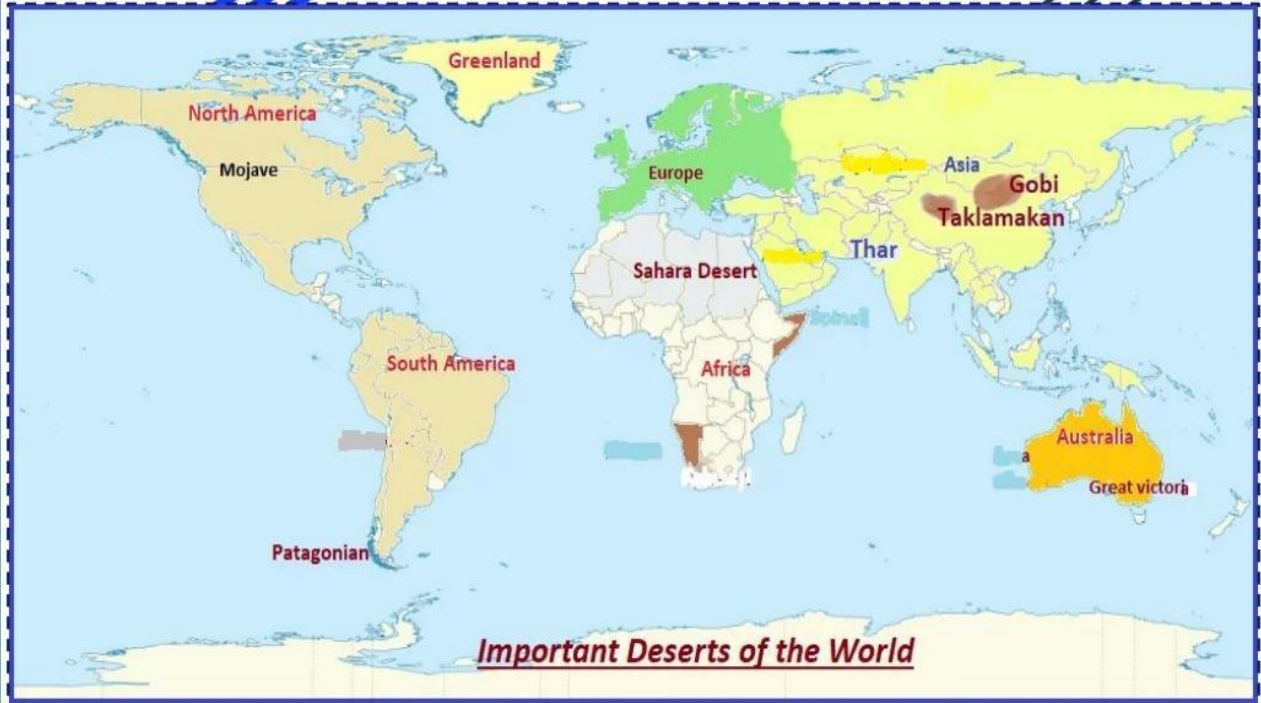 Greenland
North America
Mojave
Europe
Asia
Gobi
Taklamakan
Thar
Sahara Desert
South America
Africa
Australia
Great victoria
Patagonian
Important Deserts of the World